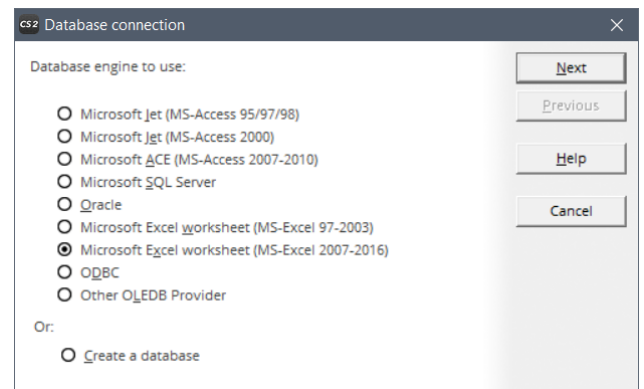 CS2 Database connection
Database engine to use:
Next
Microsoft Jet (MS-Access 95/97/98)
Previous
Microsoft Jet (MS-Access 2000)
Microsoft ACE (MS-Access 2007-2010)
Help
Microsoft SQL Server
Oracle
Cancel
Microsoft Excel worksheet (MS-Excel 97-2003)
Microsoft Excel worksheet (MS-Excel 2007-2016)
ODBC
Other OLEDB Provider
Or:
Create a database